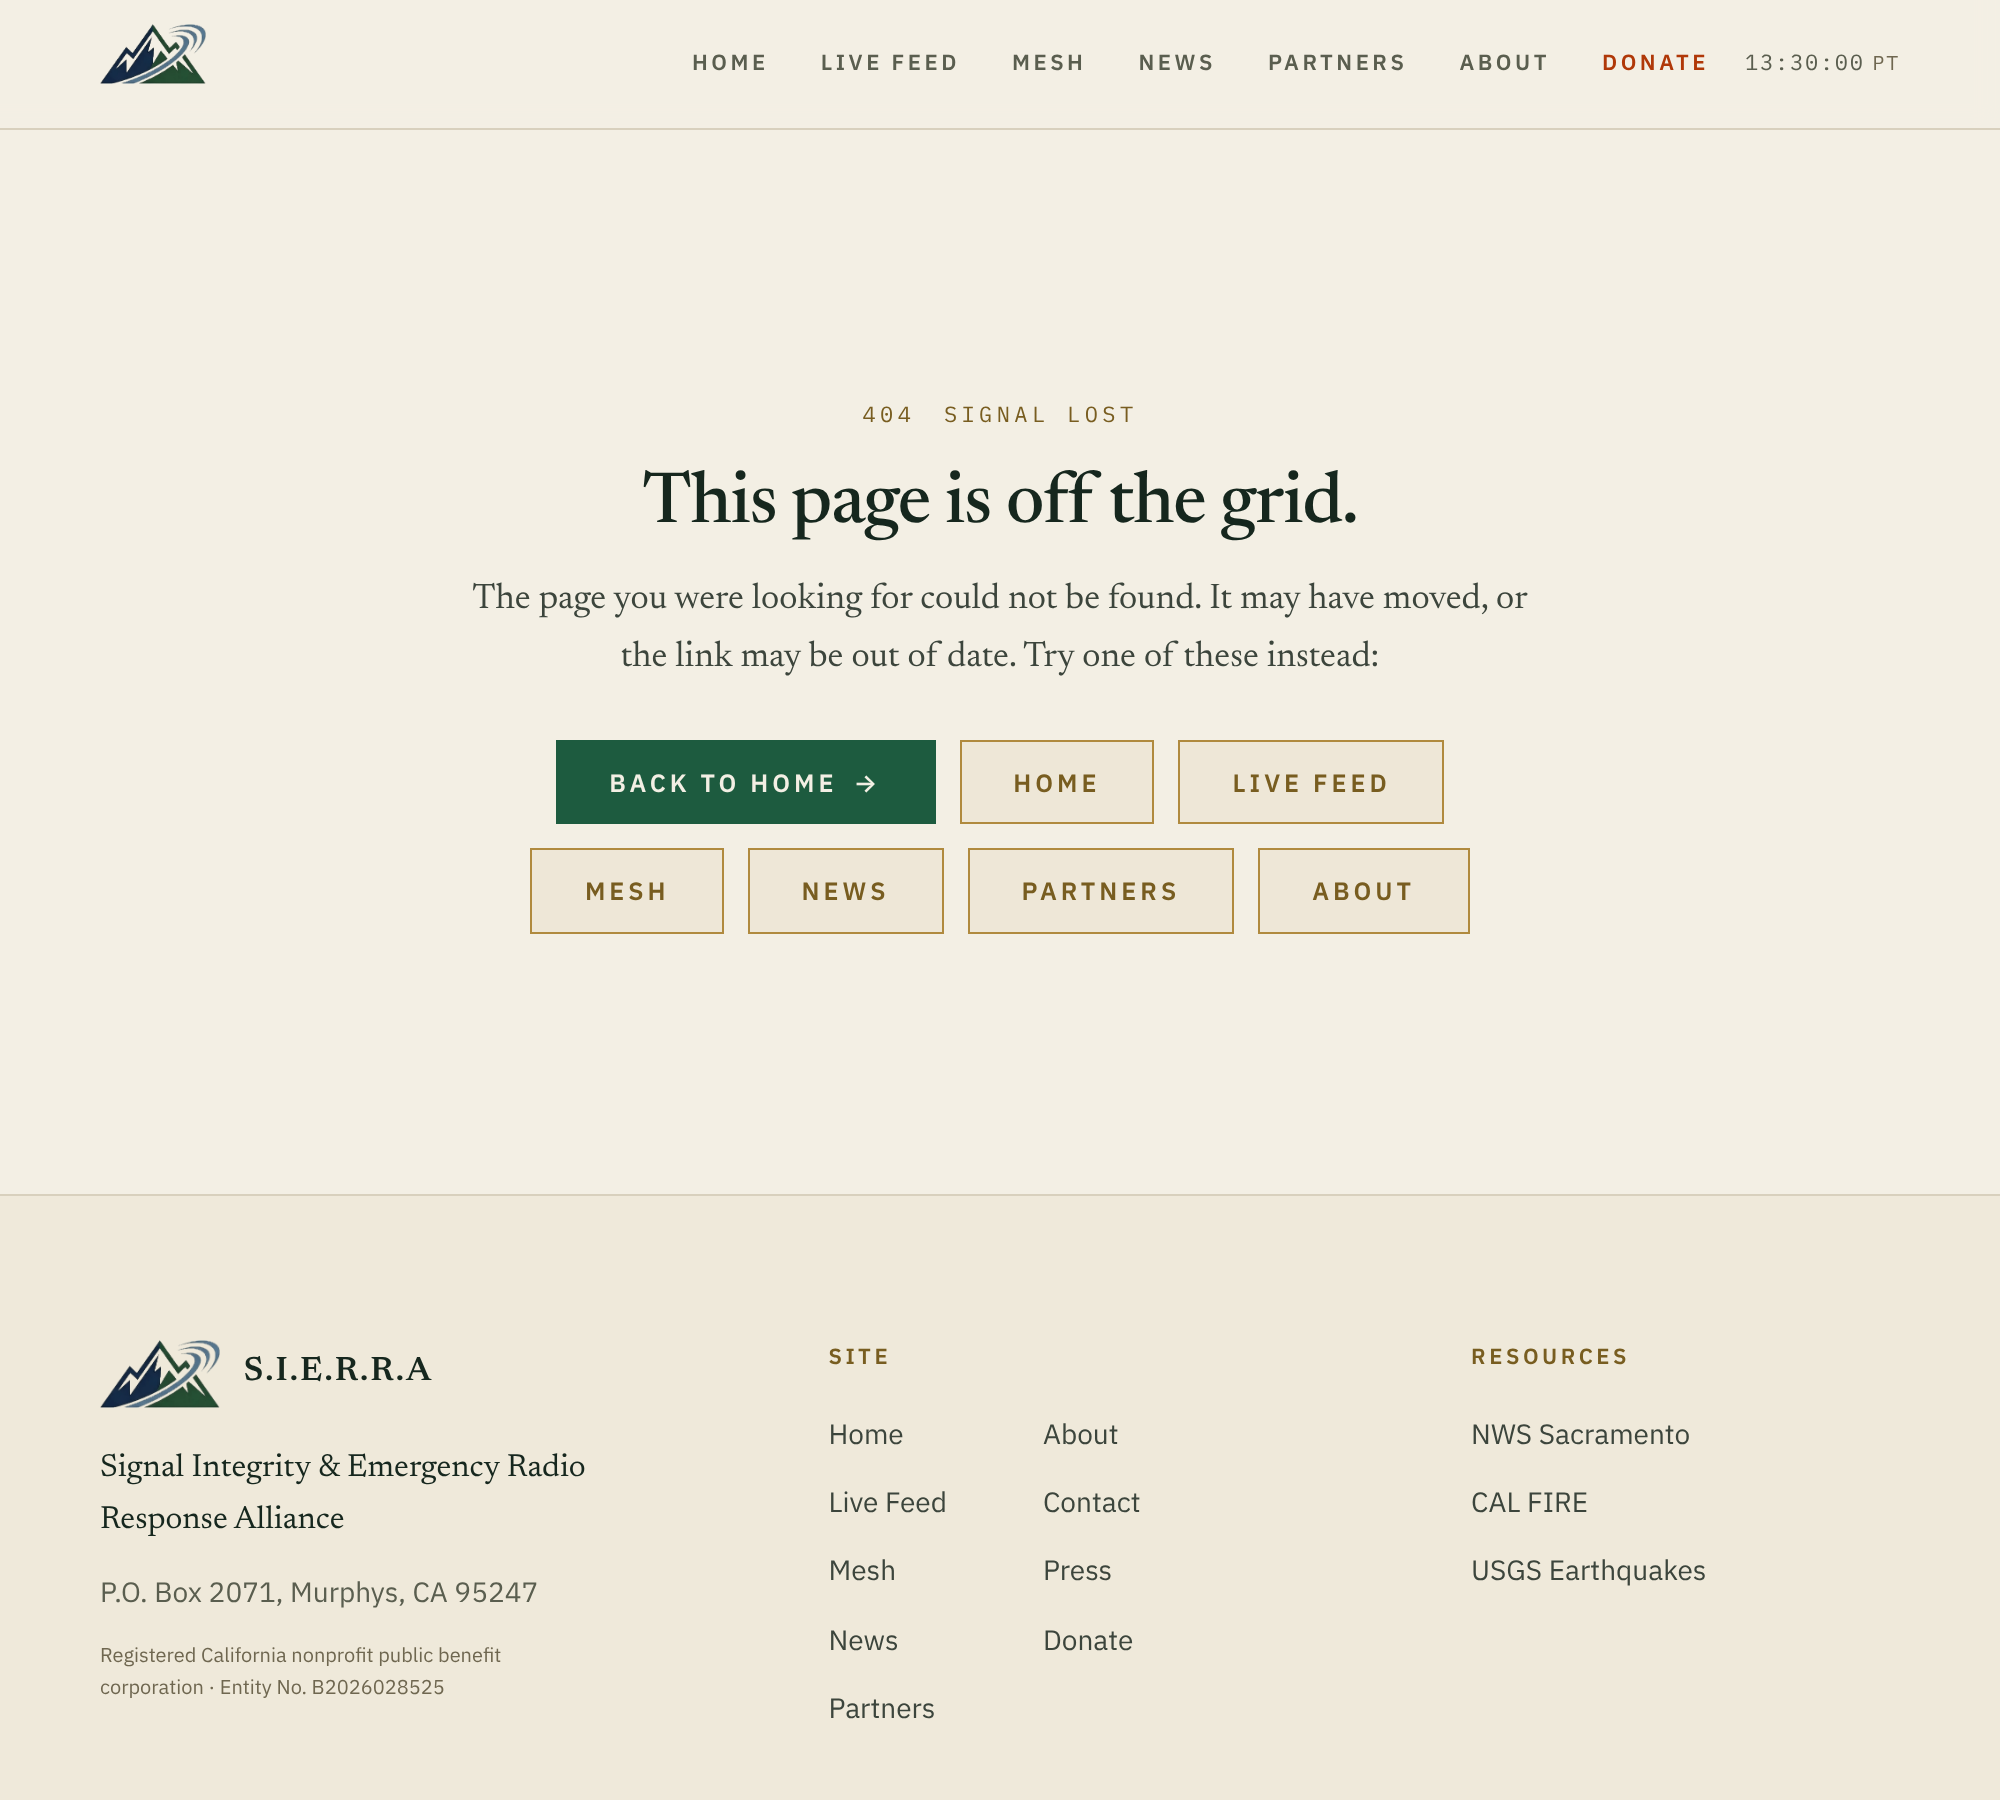 HOME LIVE FEED MESH NEWS PARTNERS ABOUT DONATE 13:30:00 PT
404 SIGNAL LOST
This page is off the grid.
The page you were looking for could not be found. It may have moved, or
the link may be out of date. Try one of these instead:
BACK TO HOME → HOME LIVE FEED
MESH NEWS PARTNERS ABOUT
S.I.E.R.R.A
Signal Integrity & Emergency Radio
Response Alliance
P.O. Box 2071, Murphys, CA 95247
Registered California nonprofit public benefit
corporation · Entity No. B2026028525
SITE
Home
Live Feed
Mesh
News
Partners
About
Contact
Press
Donate
RESOURCES
NWS Sacramento
CAL FIRE
USGS Earthquakes